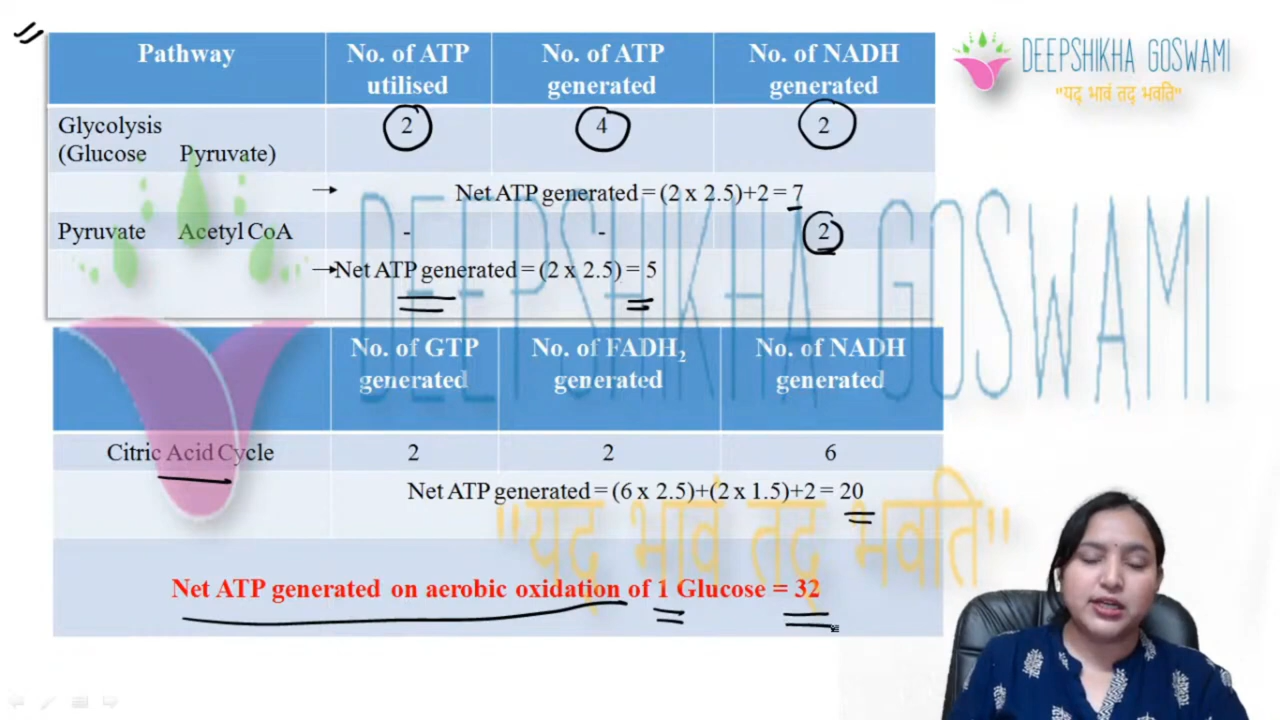 Pathway
No. of ATP utilised
No. of ATP generated
No. of NADH generated
DEEPSHIKHA GOSWAMI
"यद् भावं तद् भवति"
Glycolysis
(Glucose Pyruvate)
2
4
2
→ Net ATP generated = (2 x 2.5)+2 = 7
Pyruvate Acetyl CoA
-
-
2
→Net ATP generated = (2 x 2.5) = 5
No. of GTP generated
No. of FADH₂ generated
No. of NADH generated
Citric Acid Cycle
2
2
6
Net ATP generated = (6 x 2.5)+(2 x 1.5)+2 = 20
Net ATP generated on aerobic oxidation of 1 Glucose = 32
DEEPSHIKHA GOSWAMI
"यद् भावं तद् भवति"